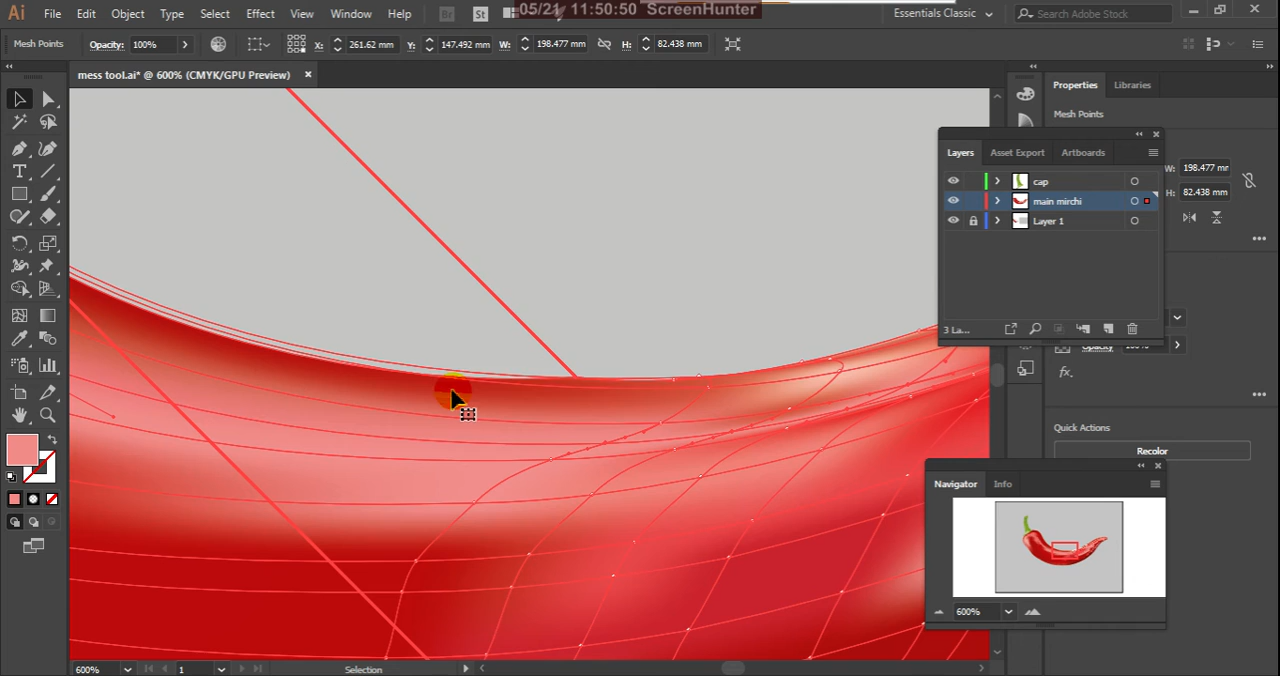 Ai File Edit Object Type Select Effect View Window Help Br St 05/21 11:50:50 ScreenHunter Essentials Classic Search Adobe Stock
Mesh Points Opacity: 100% X: 261.62 mm Y: 147.492 mm W: 198.477 mm H: 82.438 mm
mess tool.ai* @ 600% (CMYK/GPU Preview)
Properties Libraries
Mesh Points
Layers Asset Export Artboards
W: 198.477 mm
cap
H: 82.438 mm
main mirchi
Layer 1
3 La...
Opacity
fx.
Quick Actions
Recolor
Navigator Info
600%
600% 1 Selection